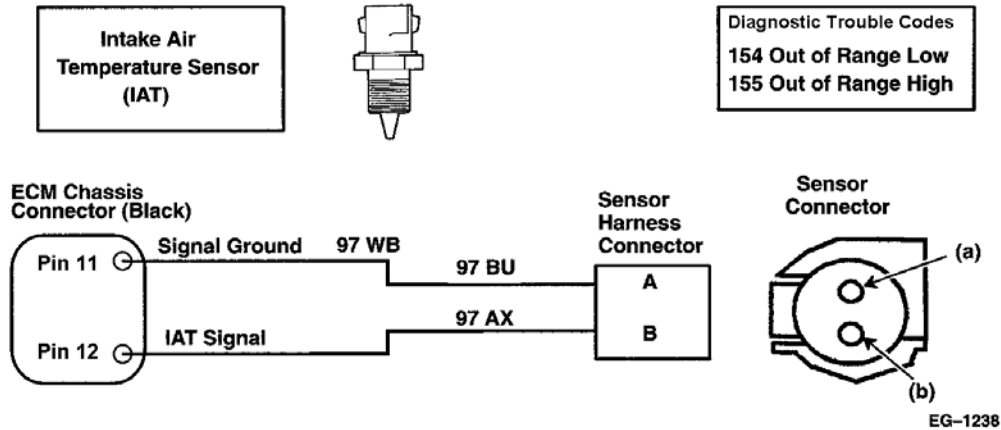 Intake Air
Temperature Sensor
(IAT)
Diagnostic Trouble Codes
154 Out of Range Low
155 Out of Range High
ECM Chassis
Connector (Black)
Pin 11
Signal Ground
97 WB
97 BU
Sensor
Harness
Connector
A
B
97 AX
Pin 12
IAT Signal
Sensor
Connector
(a)
(b)
EG–1238